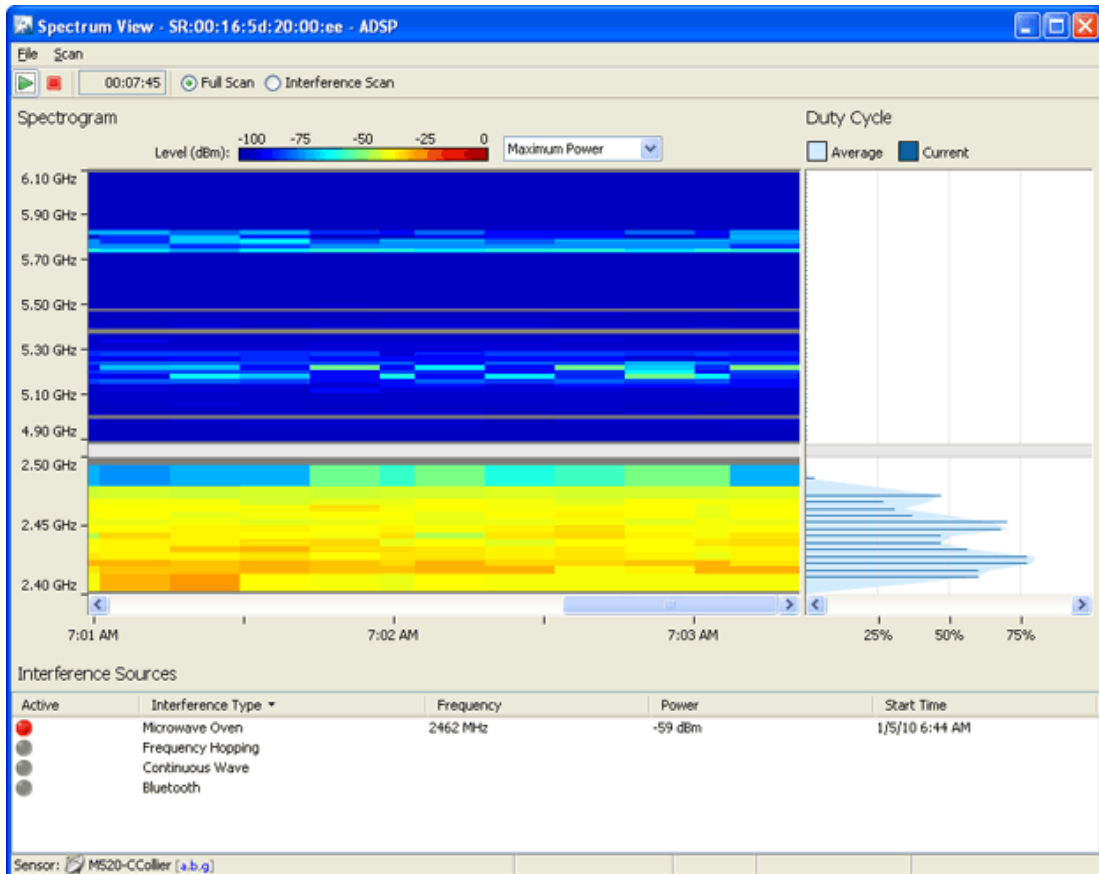 Spectrum View - SR:00:16:5d:20:00:ee - ADSP
File Scan
00:07:45 Full Scan Interference Scan
Spectrogram Duty Cycle
-100 -75 -50 -25 0
Level (dBm): Maximum Power Average Current
6.10 GHz
5.90 GHz
5.70 GHz
5.50 GHz
5.30 GHz
5.10 GHz
4.90 GHz
2.50 GHz
2.45 GHz
2.40 GHz
7:01 AM 7:02 AM 7:03 AM 25% 50% 75%
Interference Sources
Active Interference Type Frequency Power Start Time
Microwave Oven 2462 MHz -59 dBm 1/5/10 6:44 AM
Frequency Hopping
Continuous Wave
Bluetooth
Sensor: M520-CCollier [a,b,g]